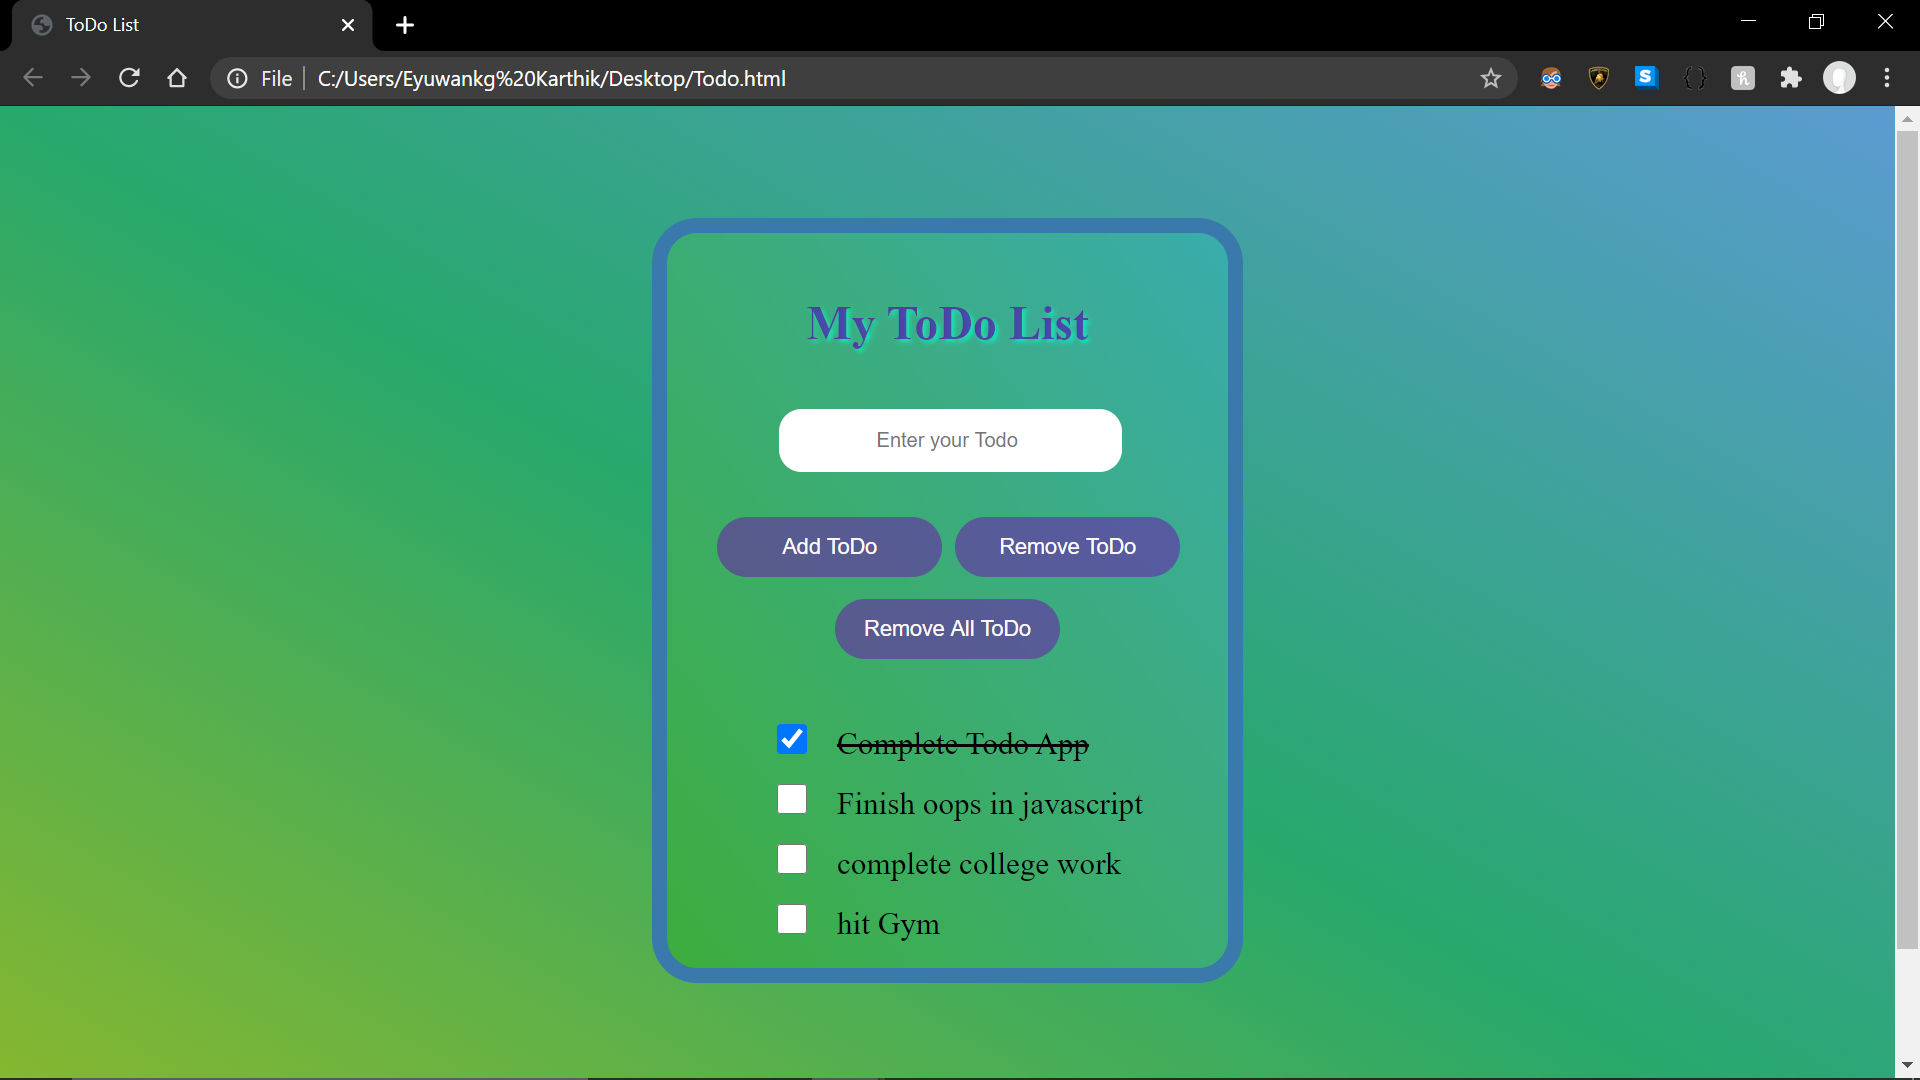 ToDo List
File C:/Users/Eyuwankg%20Karthik/Desktop/Todo.html
My ToDo List
Enter your Todo
Add ToDo Remove ToDo
Remove All ToDo
Complete Todo App
Finish oops in javascript
complete college work
hit Gym